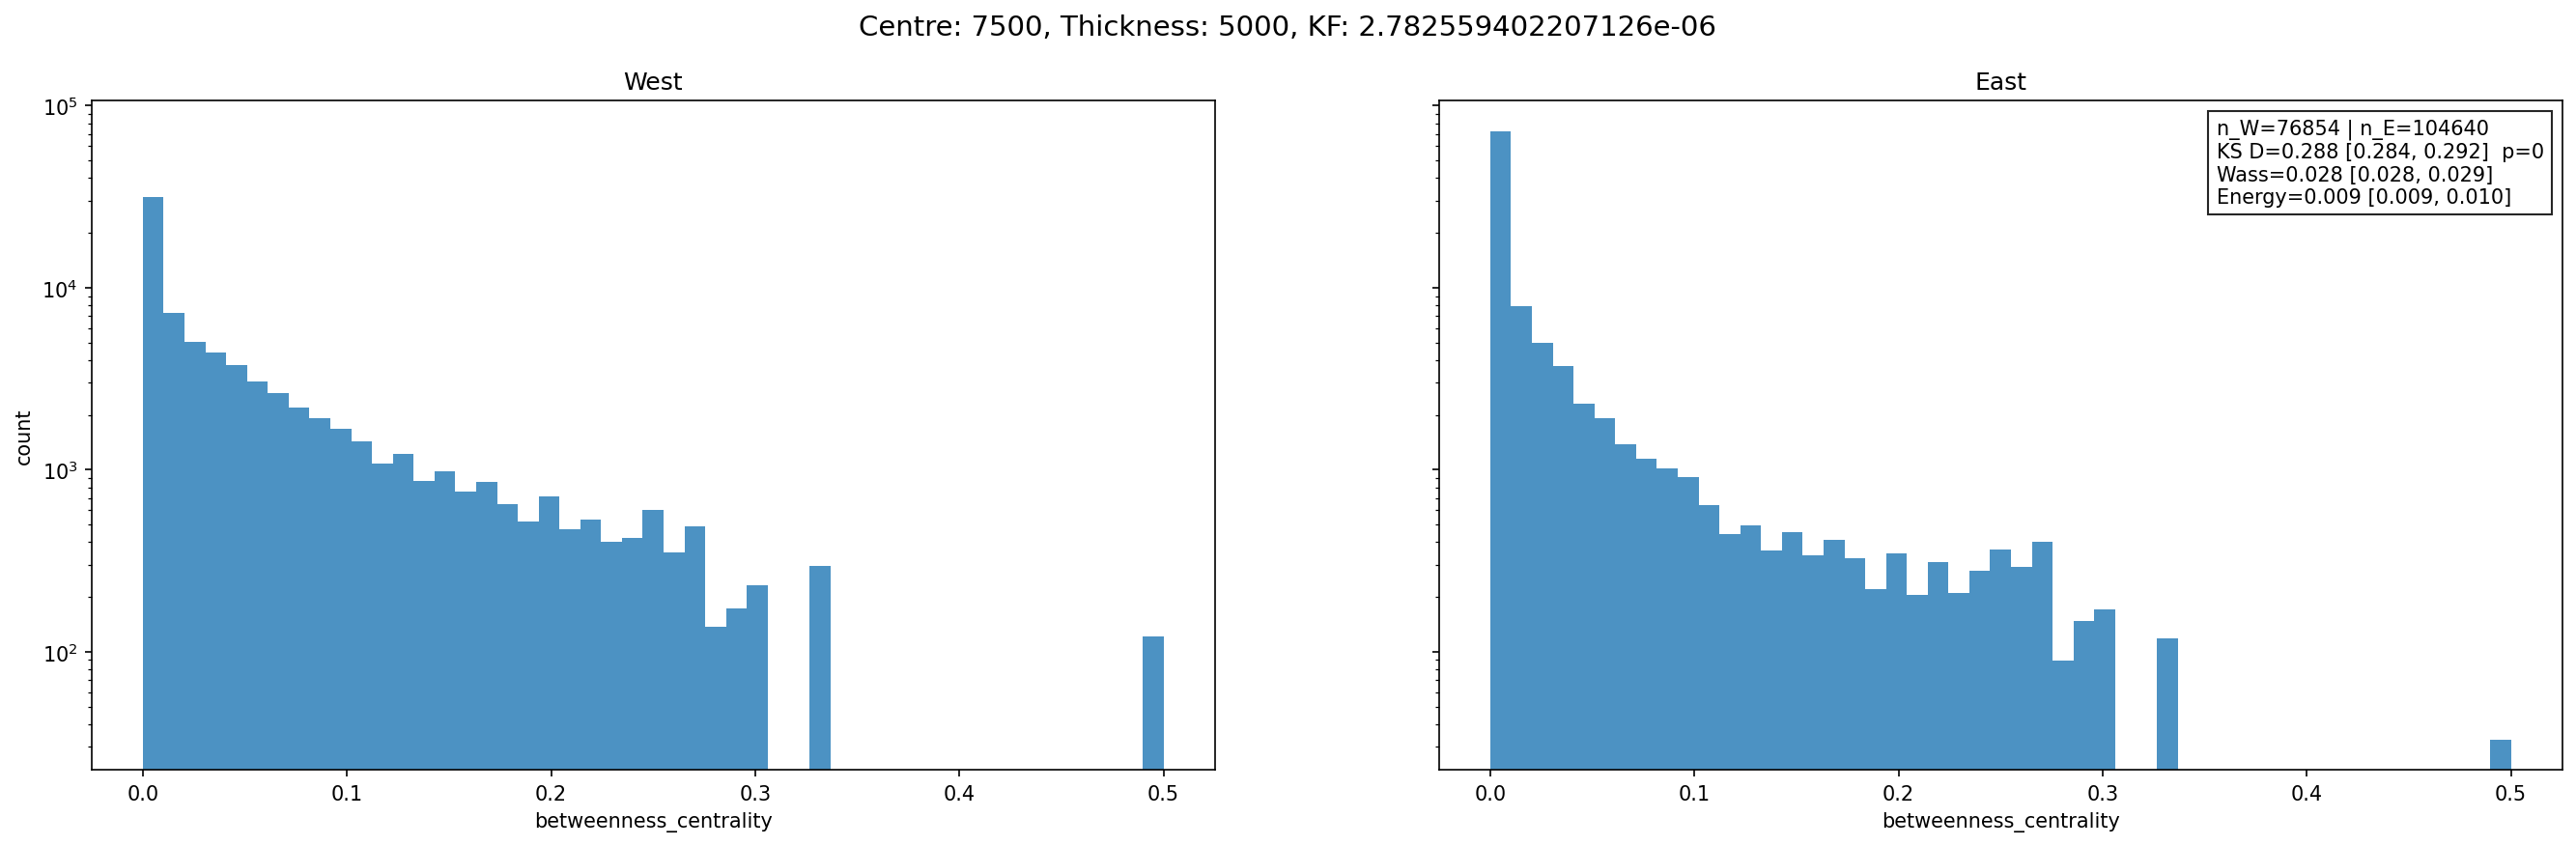 Centre: 7500, Thickness: 5000, KF: 2.782559402207126e-06
West
10^5
10^4
10^3
10^2
count
0.0 0.1 0.2 0.3 0.4 0.5
betweenness_centrality
East
n_W=76854 | n_E=104640
KS D=0.288 [0.284, 0.292]  p=0
Wass=0.028 [0.028, 0.029]
Energy=0.009 [0.009, 0.010]
0.0 0.1 0.2 0.3 0.4 0.5
betweenness_centrality